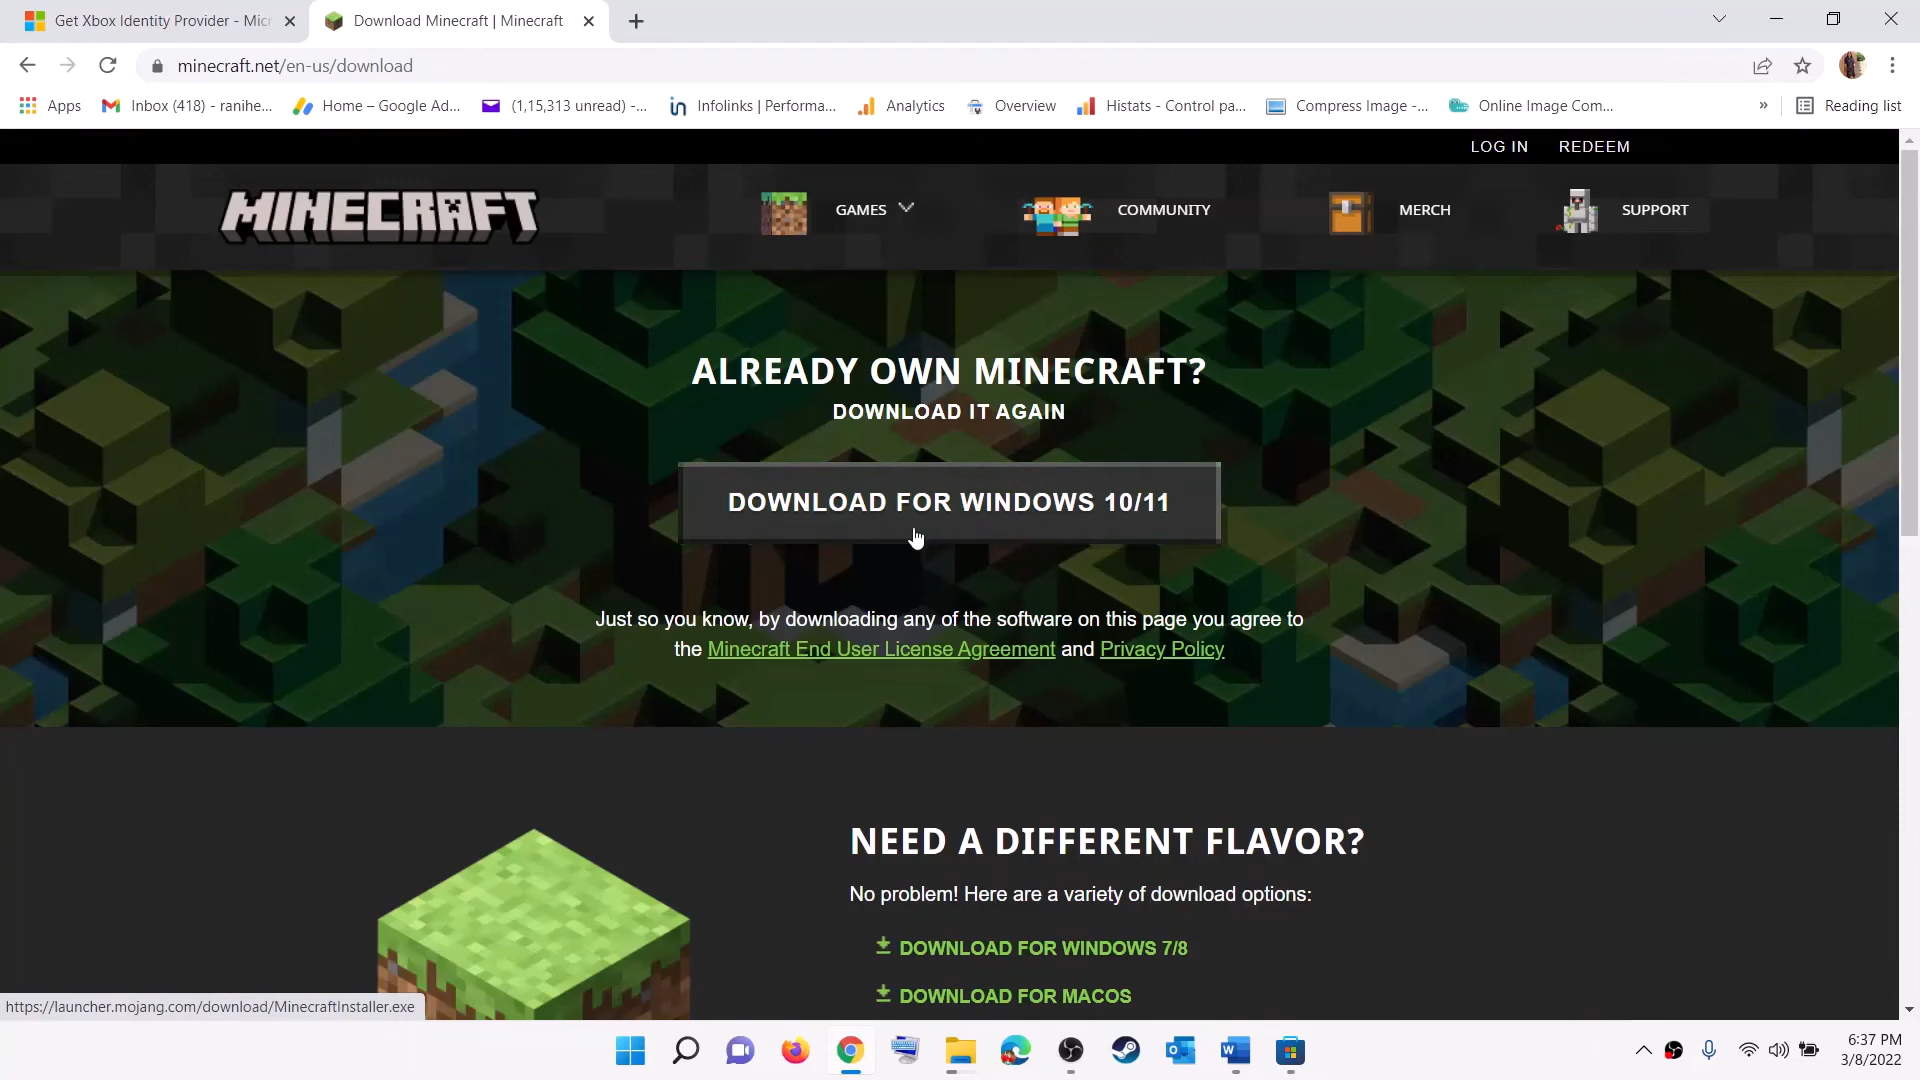 Get Xbox Identity Provider - Micr
Download Minecraft | Minecraft
minecraft.net/en-us/download
Apps
Inbox (418) - ranihe...
Home – Google Ad...
(1,15,313 unread) -...
in
Infolinks | Performa...
Analytics
Overview
Histats - Control pa...
Compress Image -...
Online Image Com...
»
Reading list
LOG IN
REDEEM
MINECRAFT
GAMES
COMMUNITY
MERCH
SUPPORT
ALREADY OWN MINECRAFT?
DOWNLOAD IT AGAIN
DOWNLOAD FOR WINDOWS 10/11
Just so you know, by downloading any of the software on this page you agree to
the Minecraft End User License Agreement and Privacy Policy
NEED A DIFFERENT FLAVOR?
No problem! Here are a variety of download options:
DOWNLOAD FOR WINDOWS 7/8
DOWNLOAD FOR MACOS
https://launcher.mojang.com/download/MinecraftInstaller.exe
6:37 PM
3/8/2022